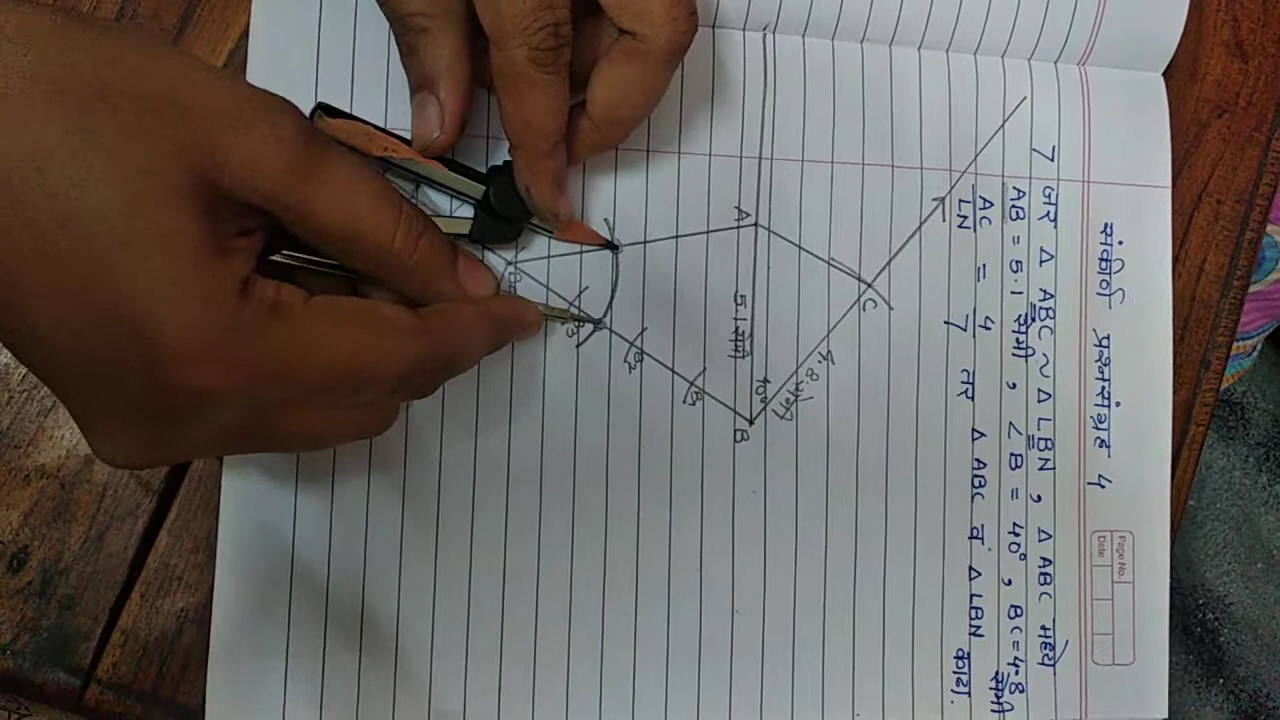 संकीर्ण प्रश्नसंग्रह 4
Page No.
Date
7 जर Δ ABC ~ Δ LBN, Δ ABC मध्ये
AB = 5.1 सेमी, ∠B = 40°, BC = 4.8 सेमी
AC/LN = 4/7 तर Δ ABC व Δ LBN काढा.
C
4.8 सेमी
A
5.1 सेमी
40°
B
B1
B2
B3